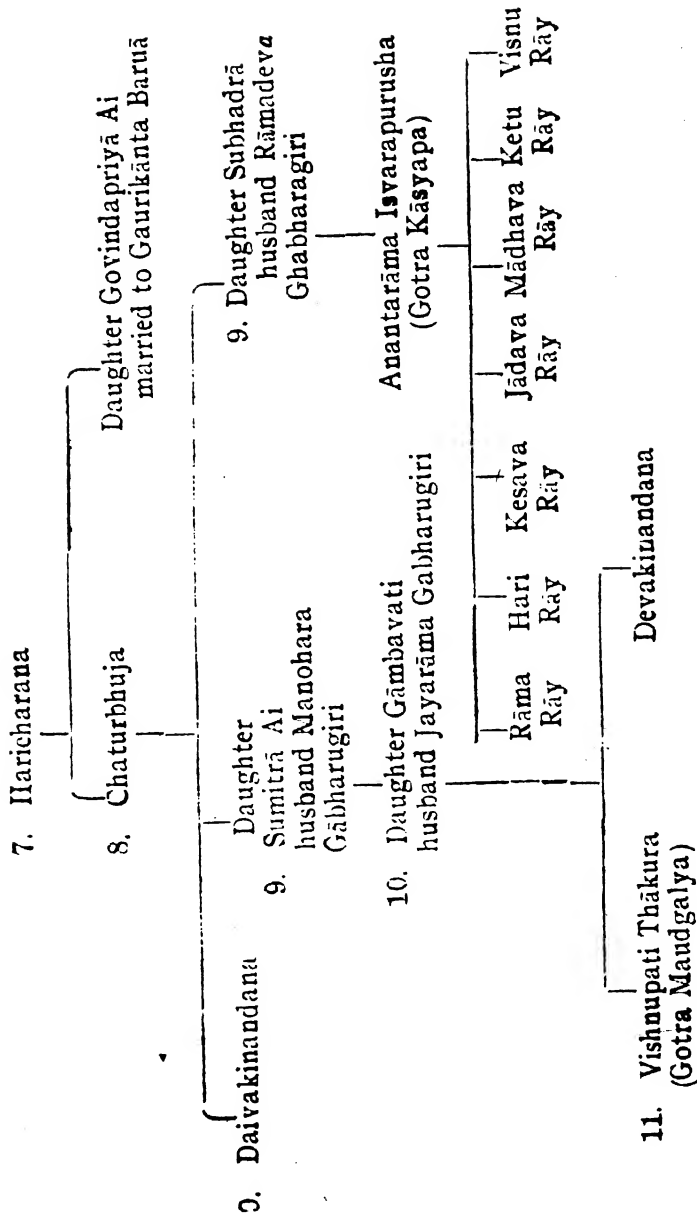 7. Haricharana
8. Chaturbhuja
Daughter Govindapriyā Ai
married to Gaurikānta Baruā
9. Daivakinandana
Daughter
9. Sumitrā Ai
husband Manohara
Gābharugiri
9. Daughter Subhadrā
husband Rāmadeva
Ghabharagiri
10. Daughter Gāmbavati
husband Jayarāma Gabharugiri
Anantarāma Isvarapurusha
(Gotra Kāsyapa)
Rāma Rāy
Hari Rāy
Kesava Rāy
Jādava Rāy
Mādhava Rāy
Ketu Rāy
Visnu Rāy
11. Vishnupati Thākura
(Gotra Maudgalya)
Devakinandana